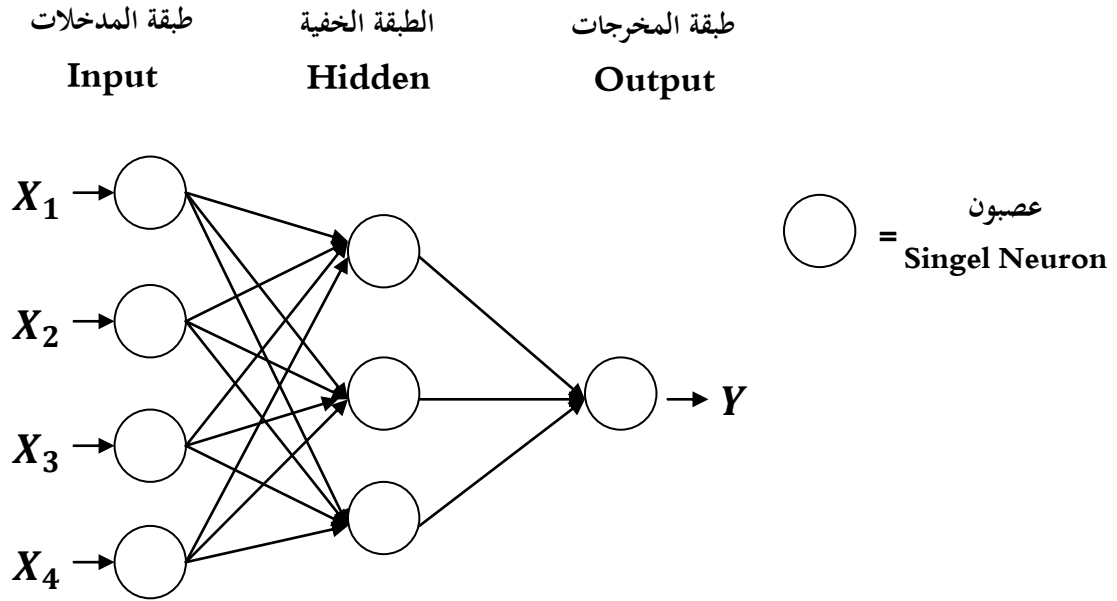 طبقة المدخلات
Input
الطبقة الخفية
Hidden
طبقة المخرجات
Output
X₁
X₂
X₃
X₄
Y
عصبون
=
Singel Neuron